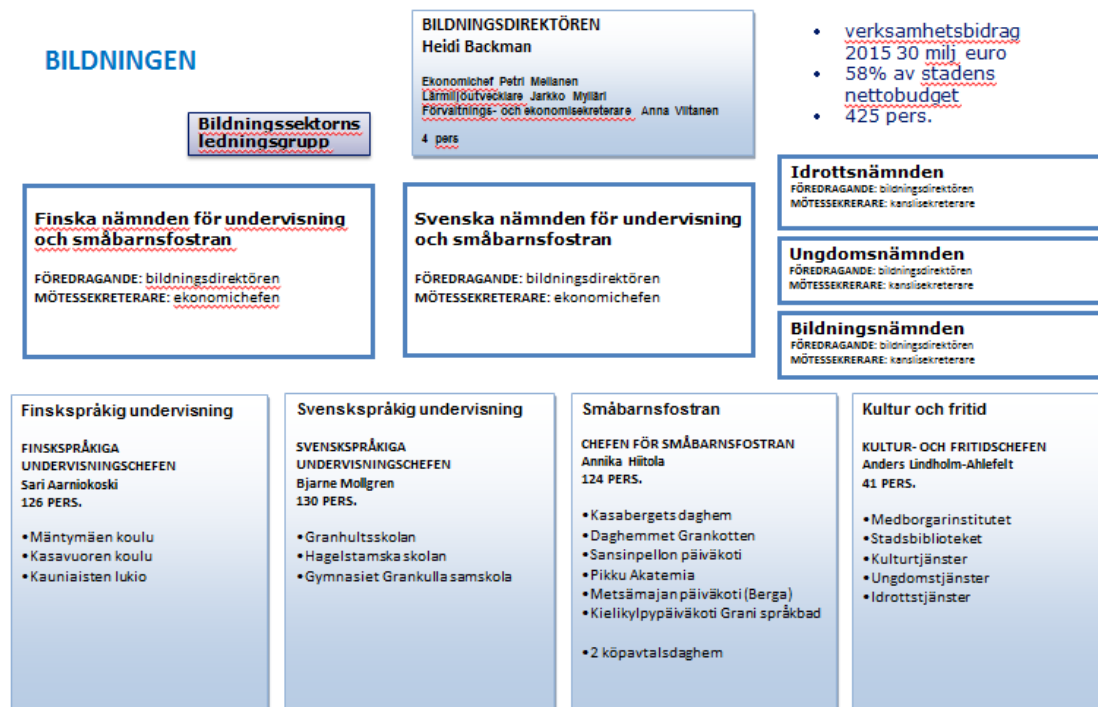 BILDNINGEN
Bildningssektorns
ledningsgrupp
BILDNINGSDIREKTÖREN
Heidi Backman
Ekonomichef Petri Mellanen
Lärmiljöutvecklare Jarkko Mylläri
Förvaltnings- och ekonomisekreterare Anna Viitanen
4 pers
• verksamhetsbidrag
2015 30 milj euro
• 58% av stadens
nettobudget
• 425 pers.
Finska nämnden för undervisning
och småbarnsfostran
FÖREDRAGANDE: bildningsdirektören
MÖTESSEKRETERARE: ekonomichefen
Svenska nämnden för undervisning
och småbarnsfostran
FÖREDRAGANDE: bildningsdirektören
MÖTESSEKRETERARE: ekonomichefen
Idrottsnämnden
FÖREDRAGANDE: bildningsdirektören
MÖTESSEKRERARE: kanslisekreterare
Ungdomsnämnden
FÖREDRAGANDE: bildningsdirektören
MÖTESSEKRERARE: kanslisekreterare
Bildningsnämnden
FÖREDRAGANDE: bildningsdirektören
MÖTESSEKRERARE: kanslisekreterare
Finskspråkig undervisning
FINSKSPRÅKIGA
UNDERVISNINGSCHEFEN
Sari Aarniokoski
126 PERS.
• Mäntymäen koulu
• Kasavuoren koulu
• Kauniaisten lukio
Svenskspråkig undervisning
SVENSKSPRÅKIGA
UNDERVISNINGSCHEFEN
Bjarne Mollgren
130 PERS.
• Granhultsskolan
• Hagelstamska skolan
• Gymnasiet Grankulla samskola
Småbarnsfostran
CHEFEN FÖR SMÅBARNSFOSTRAN
Annika Hiitola
124 PERS.
• Kasabergets daghem
• Daghemmet Grankotten
• Sansinpellon päiväkoti
• Pikku Akatemia
• Metsämajan päiväkoti (Berga)
• Kielikylpypäiväkoti Grani språkbad
• 2 köpavtalsdaghem
Kultur och fritid
KULTUR- OCH FRITIDSCHEFEN
Anders Lindholm-Ahlefelt
41 PERS.
• Medborgarinstitutet
• Stadsbiblioteket
• Kulturtjänster
• Ungdomstjänster
• Idrottstjänster